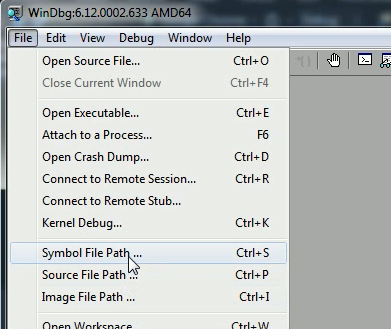 WinDbg:6.12.0002.633 AMD64
File Edit View Debug Window Help
Open Source File... Ctrl+O
Close Current Window Ctrl+F4
Open Executable... Ctrl+E
Attach to a Process... F6
Open Crash Dump... Ctrl+D
Connect to Remote Session... Ctrl+R
Connect to Remote Stub...
Kernel Debug... Ctrl+K
Symbol File Path ... Ctrl+S
Source File Path ... Ctrl+P
Image File Path ... Ctrl+I
Open Workspace... Ctrl+W